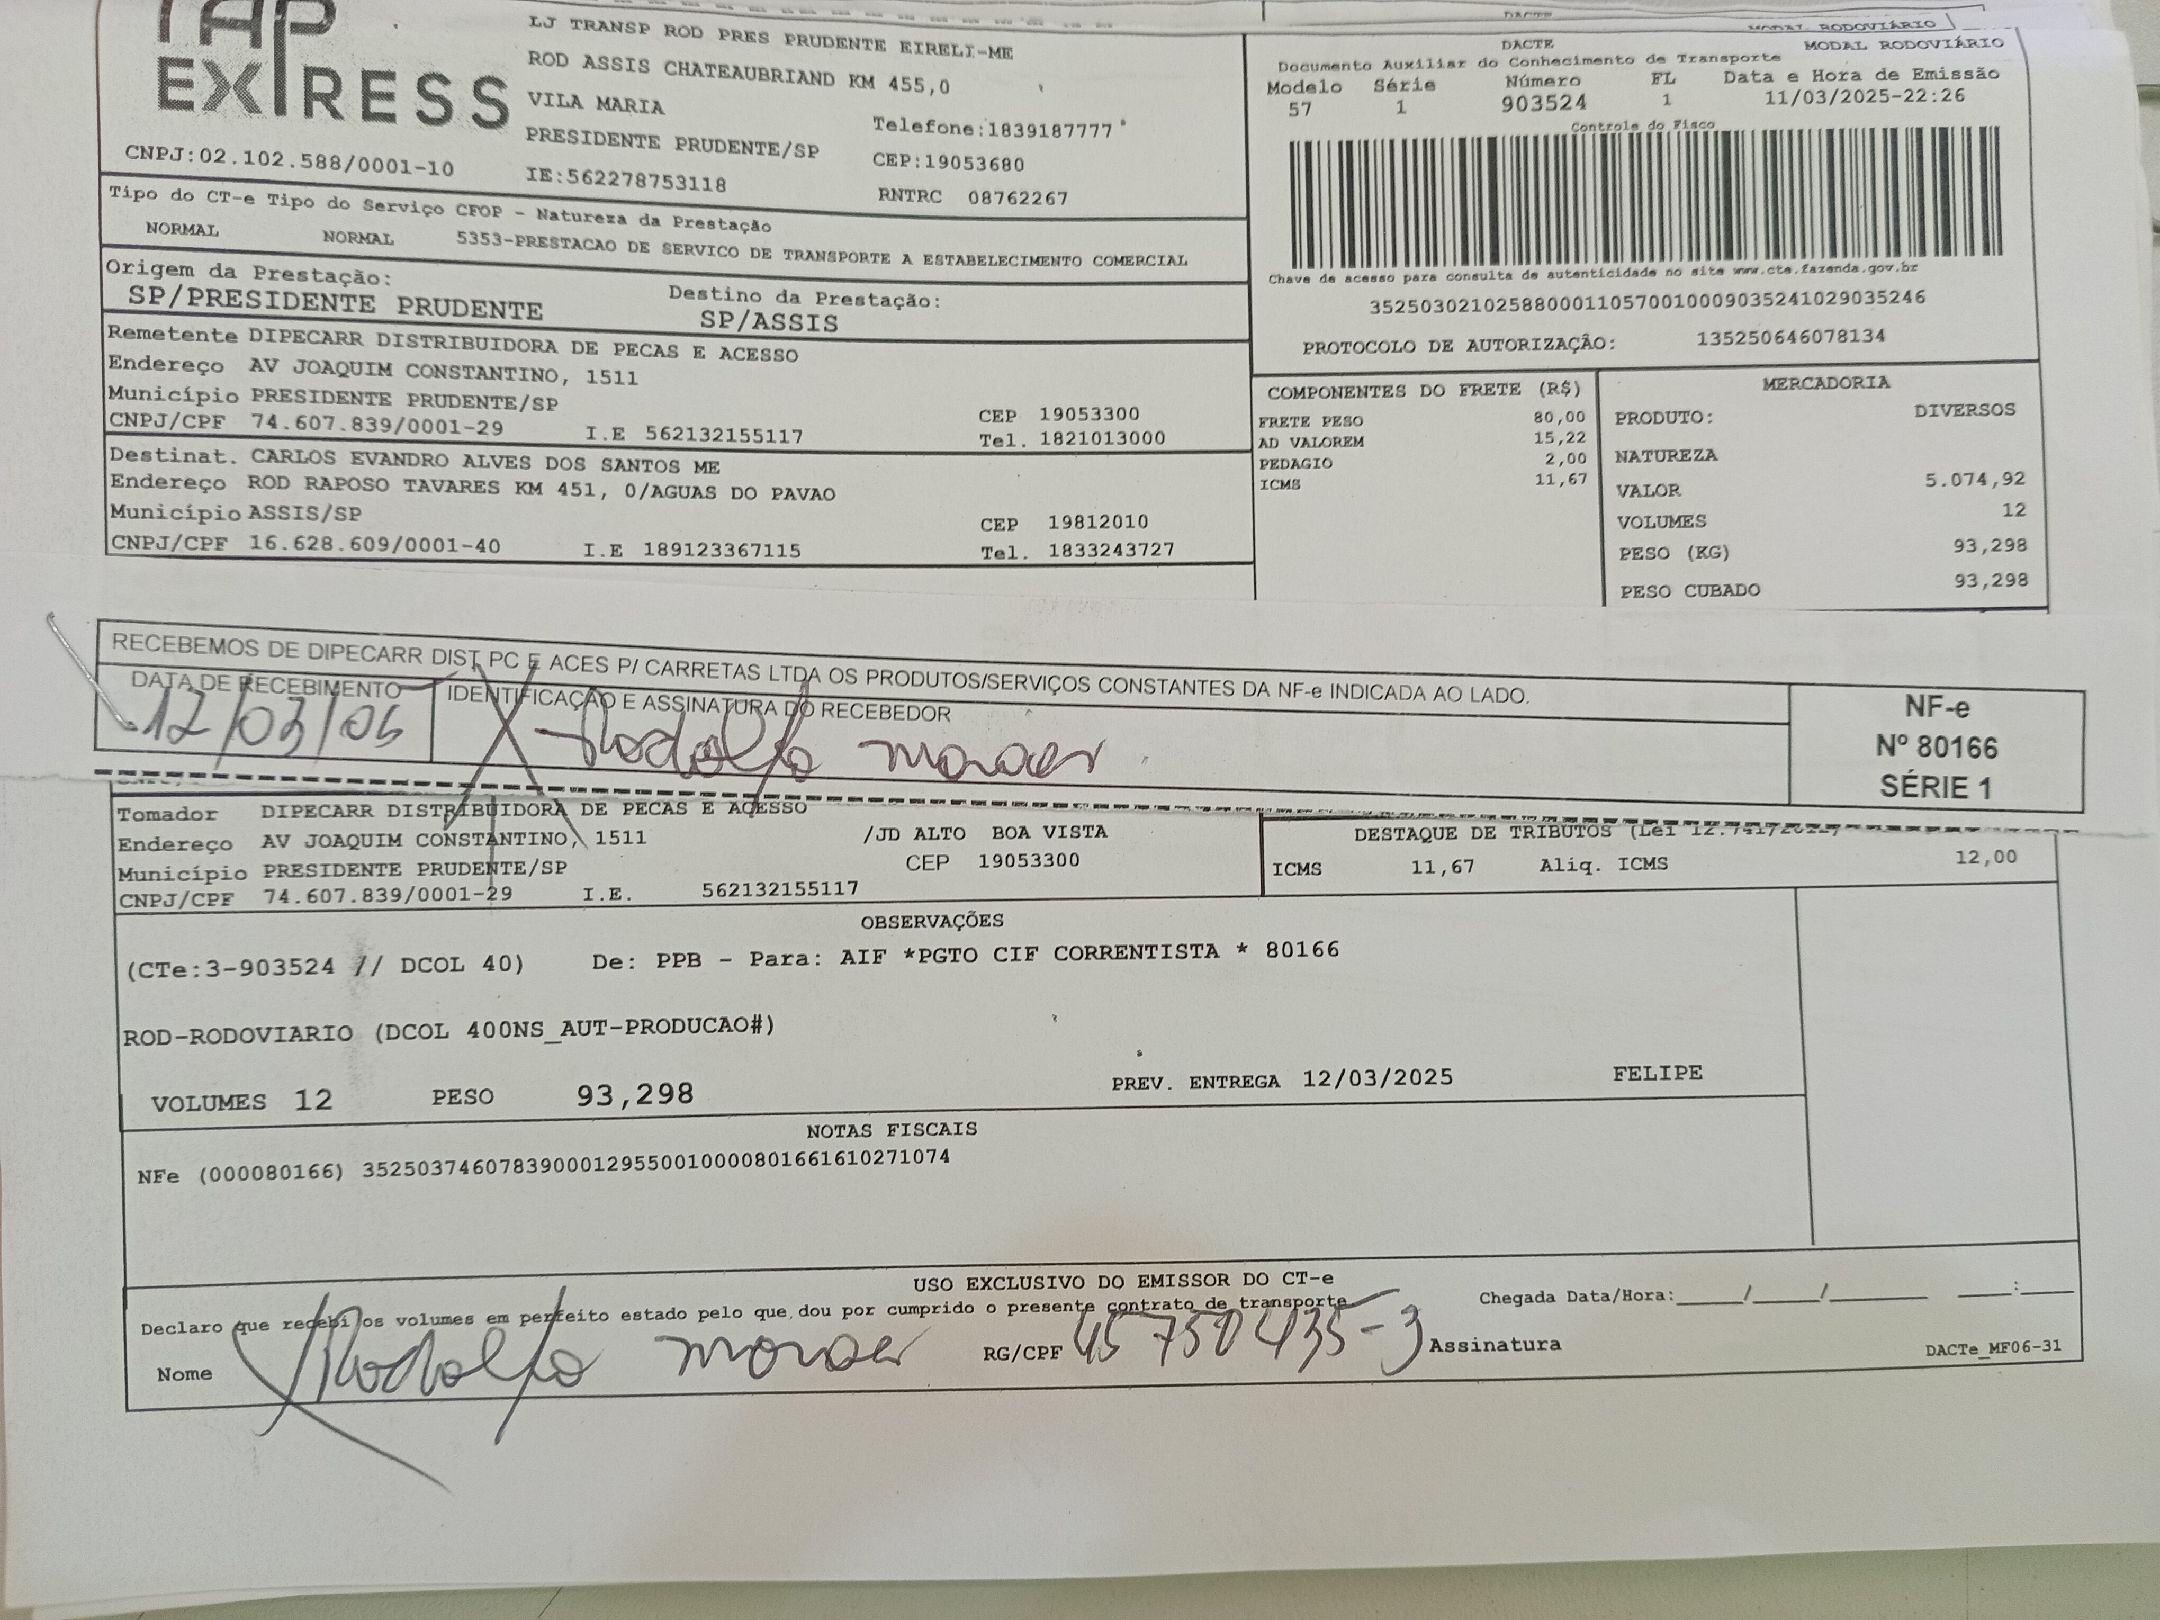 TAP
EXPRESS
CNPJ:02.102.588/0001-10
LJ TRANSP ROD PRES PRUDENTE EIRELI-ME
ROD ASSIS CHATEAUBRIAND KM 455,0
VILA MARIA
Telefone:1839187777
PRESIDENTE PRUDENTE/SP
CEP:19053680
IE:562278753118
RNTRC 08762267
MODAL RODOVIÁRIO
DACTE MODAL RODOVIÁRIO
Documento Auxiliar do Conhecimento de Transporte
Modelo Série Número FL Data e Hora de Emissão
57 1 903524 1 11/03/2025-22:26
Controle do Fisco
Chave de acesso para consulta de autenticidade no site www.cte.fazenda.gov.br
35250302102588000110570010009035241029035246
PROTOCOLO DE AUTORIZAÇÃO: 135250646078134
Tipo do CT-e Tipo do Serviço CFOP - Natureza da Prestação
NORMAL NORMAL 5353-PRESTACAO DE SERVICO DE TRANSPORTE A ESTABELECIMENTO COMERCIAL
Origem da Prestação: Destino da Prestação:
SP/PRESIDENTE PRUDENTE SP/ASSIS
Remetente DIPECARR DISTRIBUIDORA DE PECAS E ACESSO
Endereço AV JOAQUIM CONSTANTINO, 1511
Município PRESIDENTE PRUDENTE/SP CEP 19053300
CNPJ/CPF 74.607.839/0001-29 I.E 562132155117 Tel. 1821013000
Destinat. CARLOS EVANDRO ALVES DOS SANTOS ME
Endereço ROD RAPOSO TAVARES KM 451, 0/AGUAS DO PAVAO
Município ASSIS/SP CEP 19812010
CNPJ/CPF 16.628.609/0001-40 I.E 189123367115 Tel. 1833243727
COMPONENTES DO FRETE (R$)
FRETE PESO 80,00
AD VALOREM 15,22
PEDAGIO 2,00
ICMS 11,67
MERCADORIA
PRODUTO: DIVERSOS
NATUREZA
VALOR 5.074,92
VOLUMES 12
PESO (KG) 93,298
PESO CUBADO 93,298
RECEBEMOS DE DIPECARR DIST PC E ACES P/ CARRETAS LTDA OS PRODUTOS/SERVIÇOS CONSTANTES DA NF-e INDICADA AO LADO.
DATA DE RECEBIMENTO IDENTIFICAÇÃO E ASSINATURA DO RECEBEDOR
12/03/05 Rodolfo
NF-e
Nº 80166
SÉRIE 1
Tomador DIPECARR DISTRIBUIDORA DE PECAS E ACESSO
Endereço AV JOAQUIM CONSTANTINO, 1511 /JD ALTO BOA VISTA
Município PRESIDENTE PRUDENTE/SP CEP 19053300
CNPJ/CPF 74.607.839/0001-29 I.E. 562132155117
DESTAQUE DE TRIBUTOS (Lei
ICMS 11,67 Aliq. ICMS 12,00
OBSERVAÇÕES
(CTe:3-903524 // DCOL 40) De: PPB - Para: AIF *PGTO CIF CORRENTISTA * 80166
ROD-RODOVIARIO (DCOL 400NS_AUT-PRODUCAO#)
VOLUMES 12 PESO 93,298 PREV. ENTREGA 12/03/2025 FELIPE
NOTAS FISCAIS
NFe (000080166) 35250374607839000129550010000801661610271074
USO EXCLUSIVO DO EMISSOR DO CT-e
Declaro que recebi os volumes em perfeito estado pelo que dou por cumprido o presente contrato de transporte Chegada Data/Hora:____/____/______ ____:____
Nome Rodolfo RG/CPF 45750435-3 Assinatura
DACTe_MF06-31